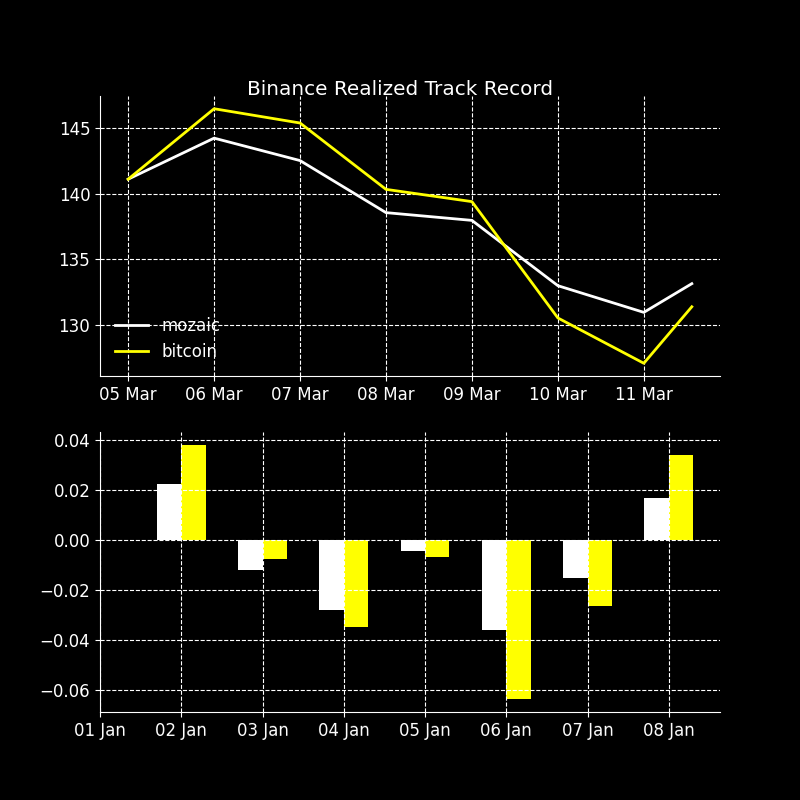 Binance Realized Track Record
145
140
135
130
mozaic
bitcoin
05 Mar 06 Mar 07 Mar 08 Mar 09 Mar 10 Mar 11 Mar
0.04
0.02
0.00
−0.02
−0.04
−0.06
01 Jan 02 Jan 03 Jan 04 Jan 05 Jan 06 Jan 07 Jan 08 Jan